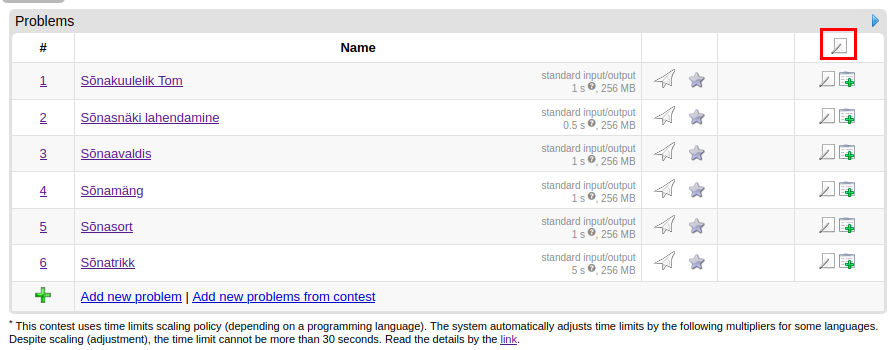 Problems
# Name
1 Sõnakuulelik Tom standard input/output
1 s ?, 256 MB
2 Sõnasnäki lahendamine standard input/output
0.5 s ?, 256 MB
3 Sõnaavaldis standard input/output
1 s ?, 256 MB
4 Sõnamäng standard input/output
1 s ?, 256 MB
5 Sõnasort standard input/output
1 s ?, 256 MB
6 Sõnatrikk standard input/output
5 s ?, 256 MB
Add new problem | Add new problems from contest
* This contest uses time limits scaling policy (depending on a programming language). The system automatically adjusts time limits by the following multipliers for some languages.
Despite scaling (adjustment), the time limit cannot be more than 30 seconds. Read the details by the link.